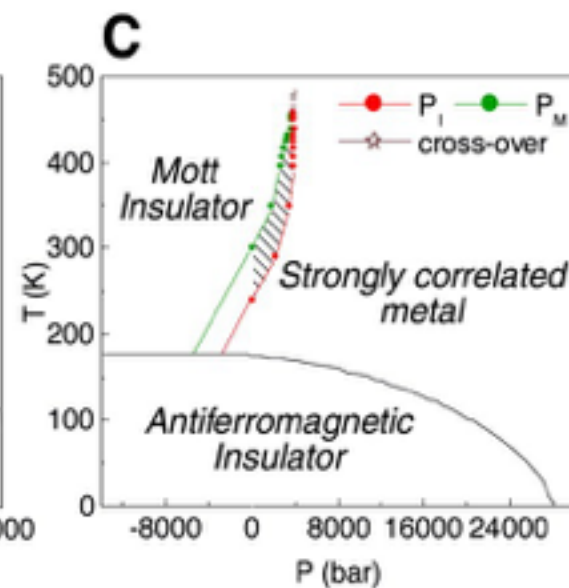 C
500
400
300
200
100
0
T (K)
P_I P_M
cross-over
Mott
Insulator
Strongly correlated
metal
Antiferromagnetic
Insulator
000
-8000 0 8000 16000 24000
P (bar)